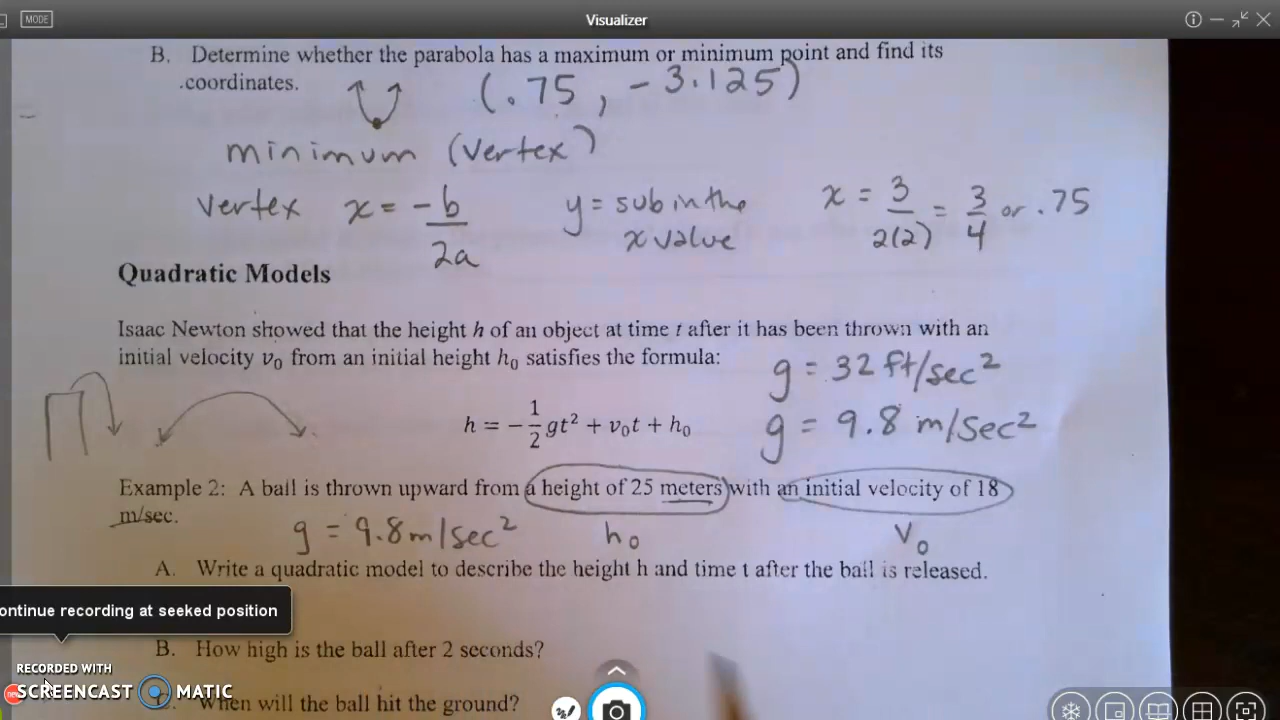 MODE
Visualizer
B. Determine whether the parabola has a maximum or minimum point and find its
.coordinates. (.75, -3.125)
minimum (vertex)
vertex x = -b/2a y = sub in the x value x = 3/2(2) = 3/4 or .75
Quadratic Models
Isaac Newton showed that the height h of an object at time t after it has been thrown with an
initial velocity v₀ from an initial height h₀ satisfies the formula:
g = 32 ft/sec²
h = -1/2 gt² + v₀t + h₀
g = 9.8 m/sec²
Example 2: A ball is thrown upward from a height of 25 meters with an initial velocity of 18
m/sec.
g = 9.8m/sec² h₀ V₀
A. Write a quadratic model to describe the height h and time t after the ball is released.
ontinue recording at seeked position
B. How high is the ball after 2 seconds?
RECORDED WITH
SCREENCAST MATIC
When will the ball hit the ground?